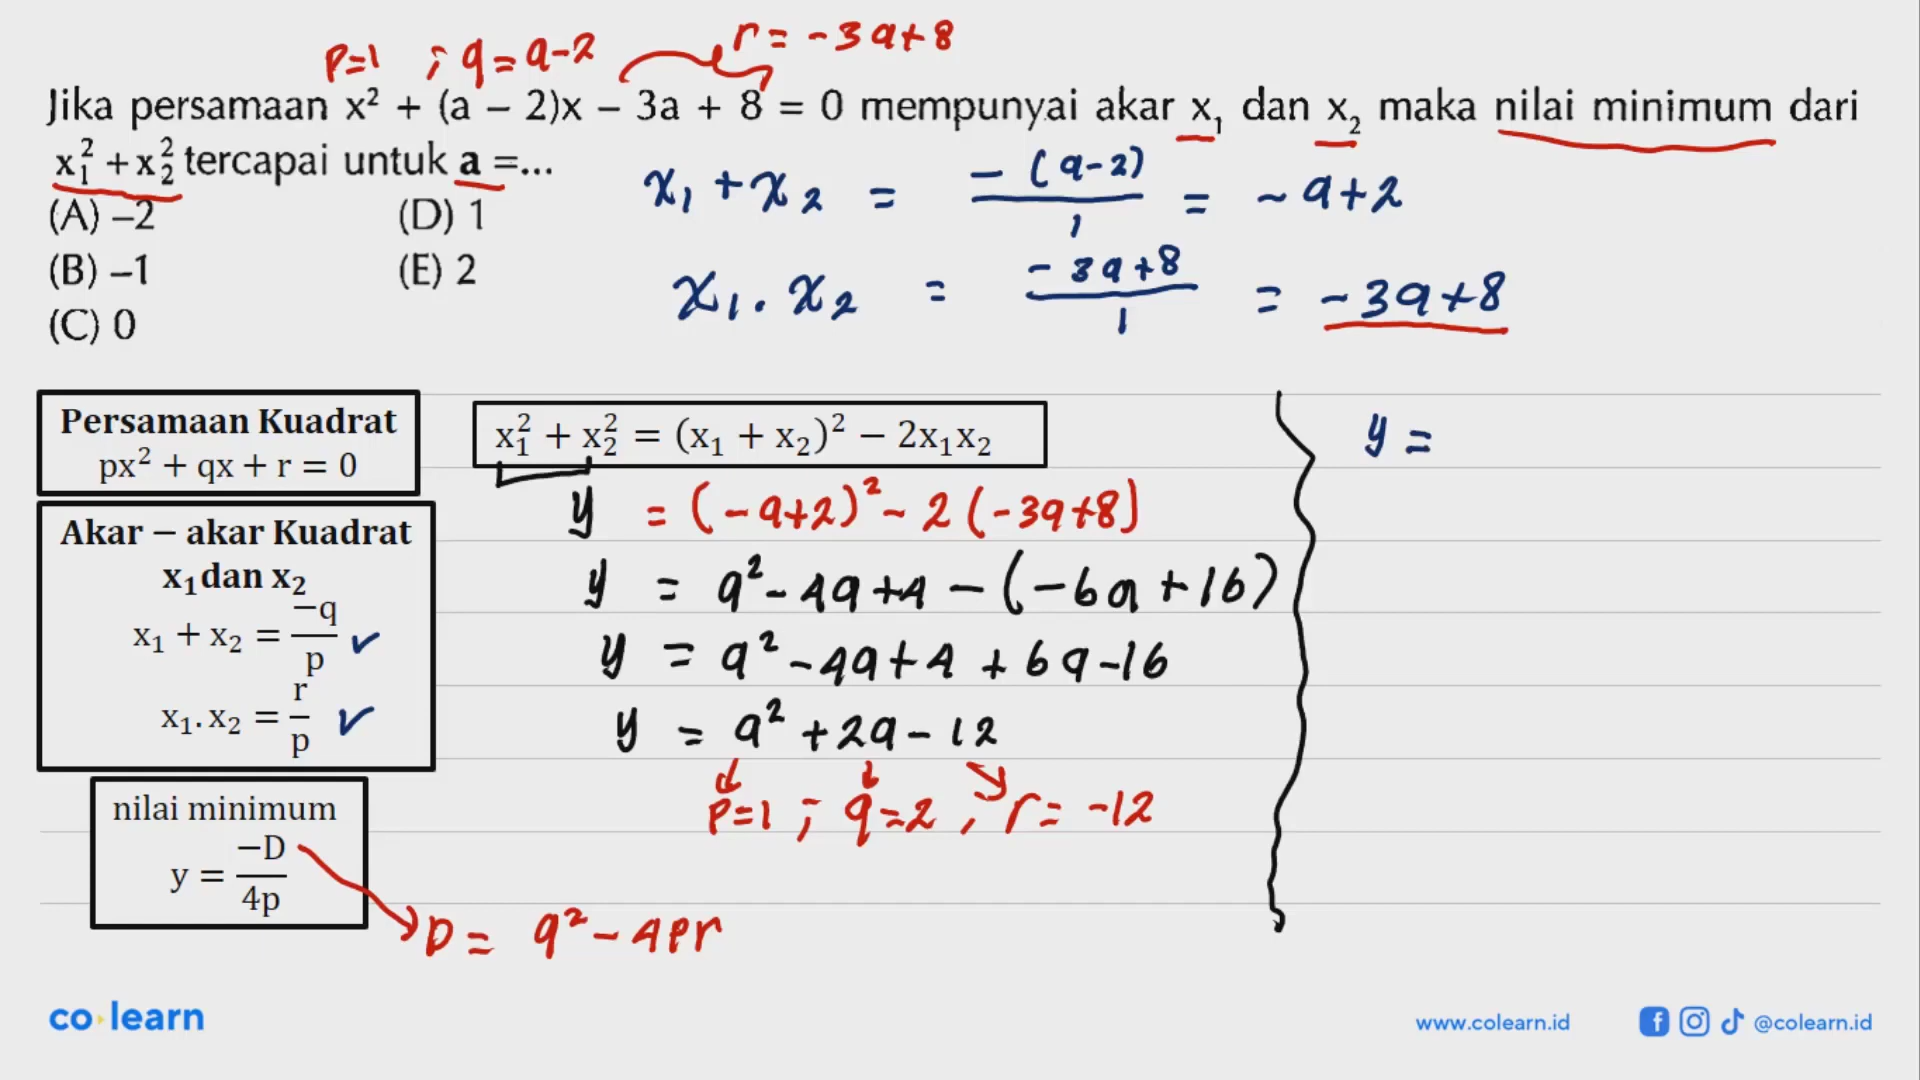 P=1 ; q = a-2 r = -3a+8
Jika persamaan x² + (a – 2)x – 3a + 8 = 0 mempunyai akar x₁ dan x₂ maka nilai minimum dari
x₁² + x₂² tercapai untuk a =...
(A) –2 (D) 1
(B) –1 (E) 2
(C) 0
x₁ + x₂ = -(a-2)/1 = -a+2
x₁ . x₂ = -3a+8/1 = -3a+8
Persamaan Kuadrat
px² + qx + r = 0
Akar – akar Kuadrat
x₁ dan x₂
x₁ + x₂ = -q/p
x₁. x₂ = r/p
nilai minimum
y = -D/4p
D = q² - 4pr
x₁² + x₂² = (x₁ + x₂)² – 2x₁x₂
y = (-a+2)² - 2(-3a+8)
y = a² - 4a+4 - (-6a + 16)
y = a² - 4a+4 + 6a-16
y = a² + 2a - 12
P=1 ; q=2 ; r = -12
y =
co learn
www.colearn.id
@colearn.id